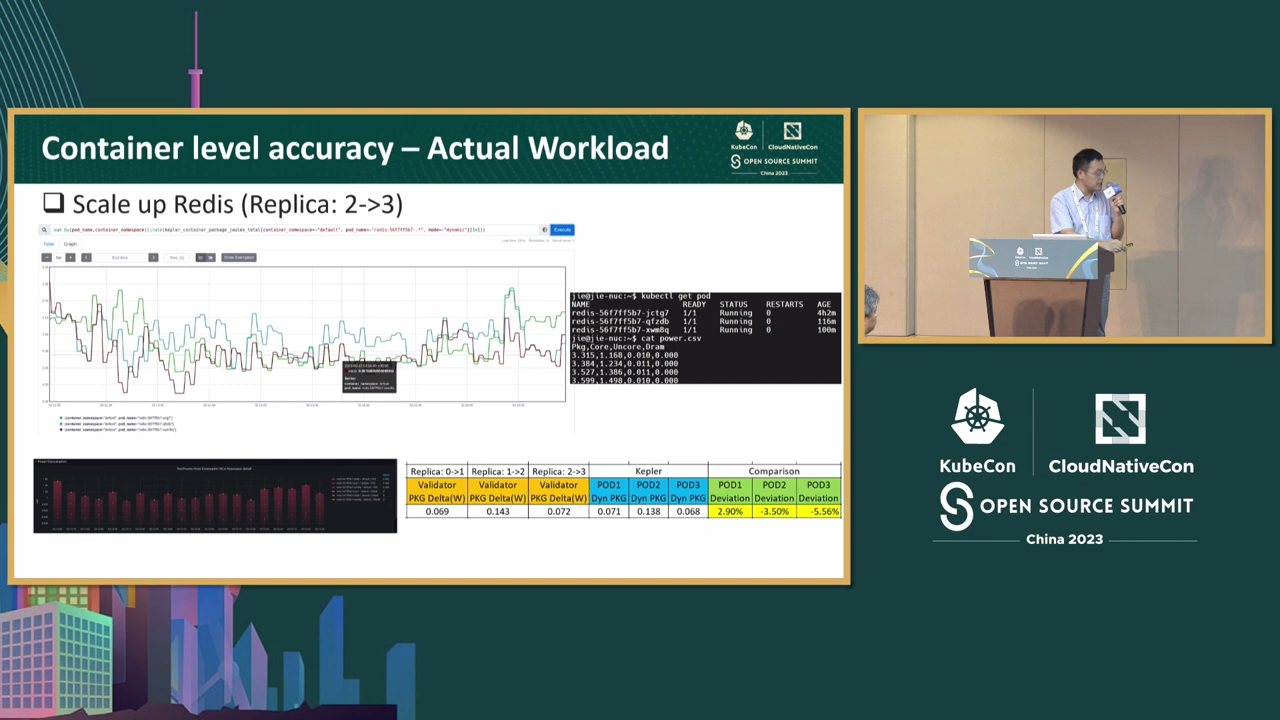 Container level accuracy – Actual Workload
KubeCon
CloudNativeCon
OPEN SOURCE SUMMIT
China 2023
Scale up Redis (Replica: 2->3)
Execute
Table Graph
jie@jie-nuc:~$ kubectl get pod
NAME READY STATUS RESTARTS AGE
redis-56f7ff5b7-jctg7 1/1 Running 0 4h2m
redis-56f7ff5b7-qfzdb 1/1 Running 0 116m
redis-56f7ff5b7-xwm8q 1/1 Running 0 100m
jie@jie-nuc:~$ cat power.csv
Pkg,Core,Uncore,Dram
3.315,1.168,0.010,0.000
3.384,1.234,0.011,0.000
3.527,1.386,0.011,0.000
3.599,1.498,0.010,0.000
Replica: 0->1 Replica: 1->2 Replica: 2->3 Kepler Comparison
Validator Validator Validator POD1 POD2 POD3 POD1 POD2 POD3
PKG Delta(W) PKG Delta(W) PKG Delta(W) Dyn PKG Dyn PKG Dyn PKG Deviation Deviation Deviation
0.069 0.143 0.072 0.071 0.138 0.068 2.90% -3.50% -5.56%
KubeCon
CloudNativeCon
OPEN SOURCE SUMMIT
China 2023